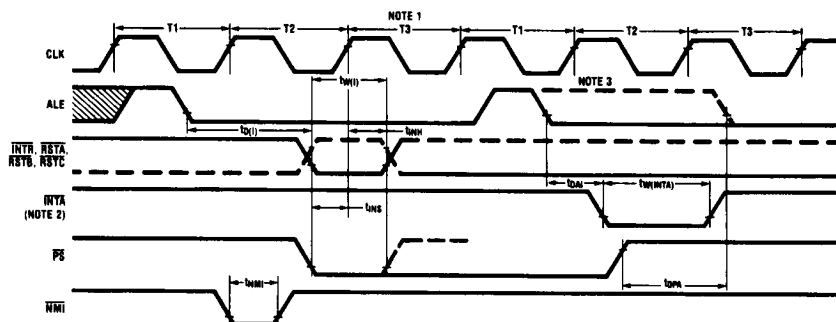 NOTE 1
T1 T2 T3 T1 T2 T3
CLK
tW(I)
NOTE 3
ALE
tD(I) tINH
INTR, RSTA,
RSTB, RSTC
tDAI tW(INTA)
INTA
(NOTE 2)
tINS
PS
tDPA
tNMI
NMI